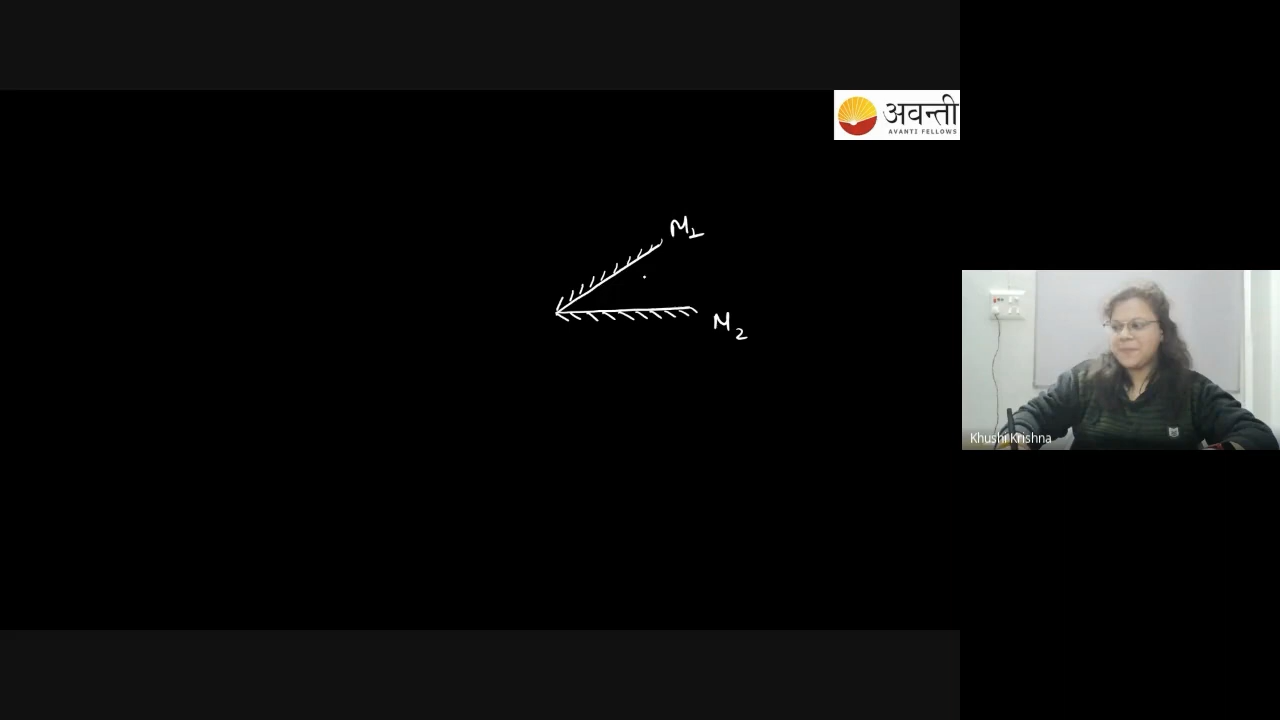 अवन्ती
AVANTI FELLOWS
M1
M2
Khushi Krishna